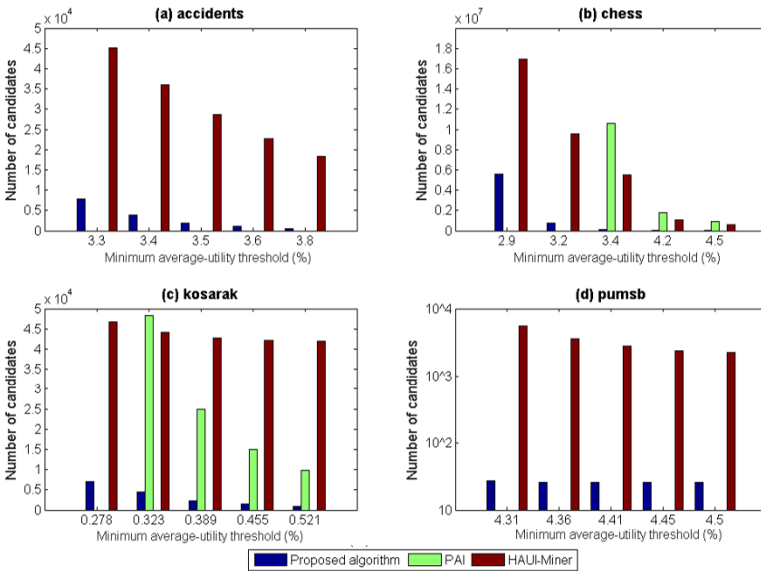 (a) accidents
x 10^4
Number of candidates
5
4.5
4
3.5
3
2.5
2
1.5
1
0.5
0
3.3 3.4 3.5 3.6 3.8
Minimum average-utility threshold (%)
(b) chess
x 10^7
Number of candidates
2
1.8
1.6
1.4
1.2
1
0.8
0.6
0.4
0.2
0
2.9 3.2 3.4 4.2 4.5
Minimum average-utility threshold (%)
(c) kosarak
x 10^4
Number of candidates
5
4.5
4
3.5
3
2.5
2
1.5
1
0.5
0
0.278 0.323 0.389 0.455 0.521
Minimum average-utility threshold (%)
(d) pumsb
Number of candidates
10^4
10^3
10^2
10
4.31 4.36 4.41 4.45 4.5
Minimum average-utility threshold (%)
Proposed algorithm PAI HAUI-Miner